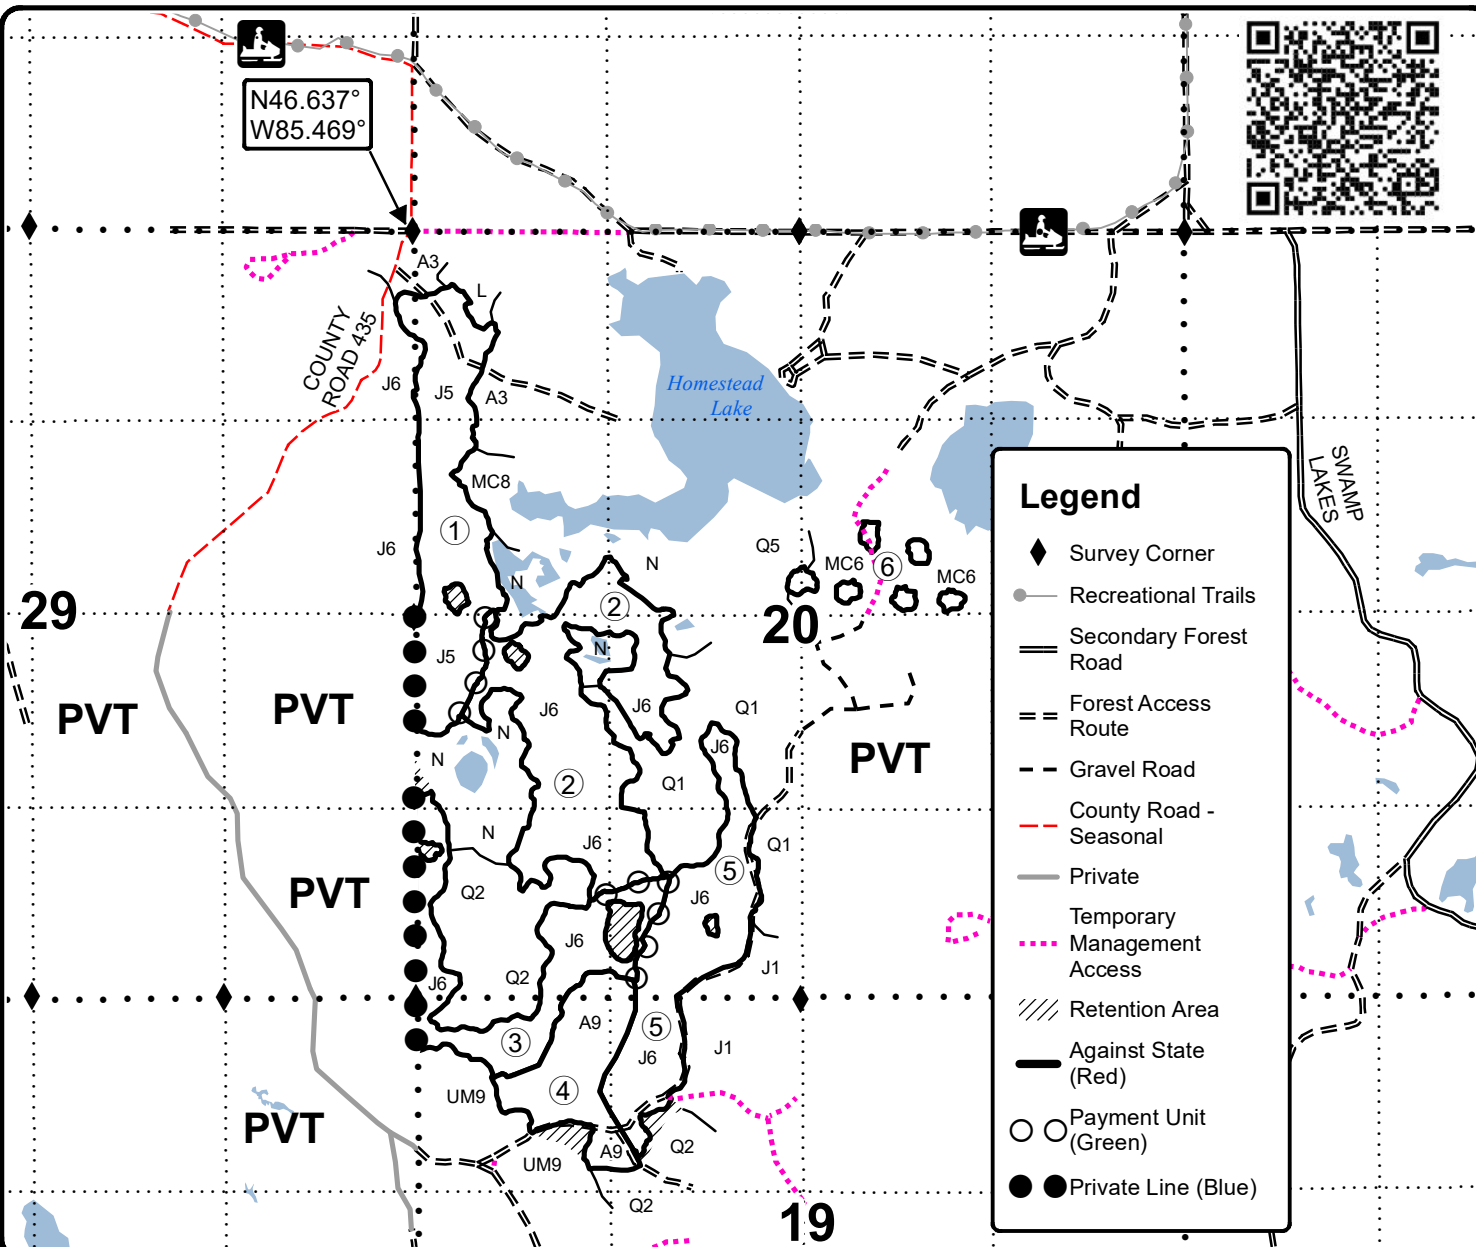 N46.637°
W85.469°
A3
L
COUNTY
ROAD 435
J6
J5
A3
Homestead
Lake
MC8
1
J6
N
N
Q5
MC6
6
MC6
29
2
20
J5
N
J6
J6
Q1
PVT
PVT
N
N
J6
PVT
2
Q1
N
J6
Q1
PVT
Q2
5
J6
J6
J6
Q2
J1
A9
5
3
J6
J1
4
UM9
PVT
UM9
A9
Q2
Q2
19
SWAMP
LAKES
Legend
Survey Corner
Recreational Trails
Secondary Forest
Road
Forest Access
Route
Gravel Road
County Road -
Seasonal
Private
Temporary
Management
Access
Retention Area
Against State
(Red)
Payment Unit
(Green)
Private Line (Blue)